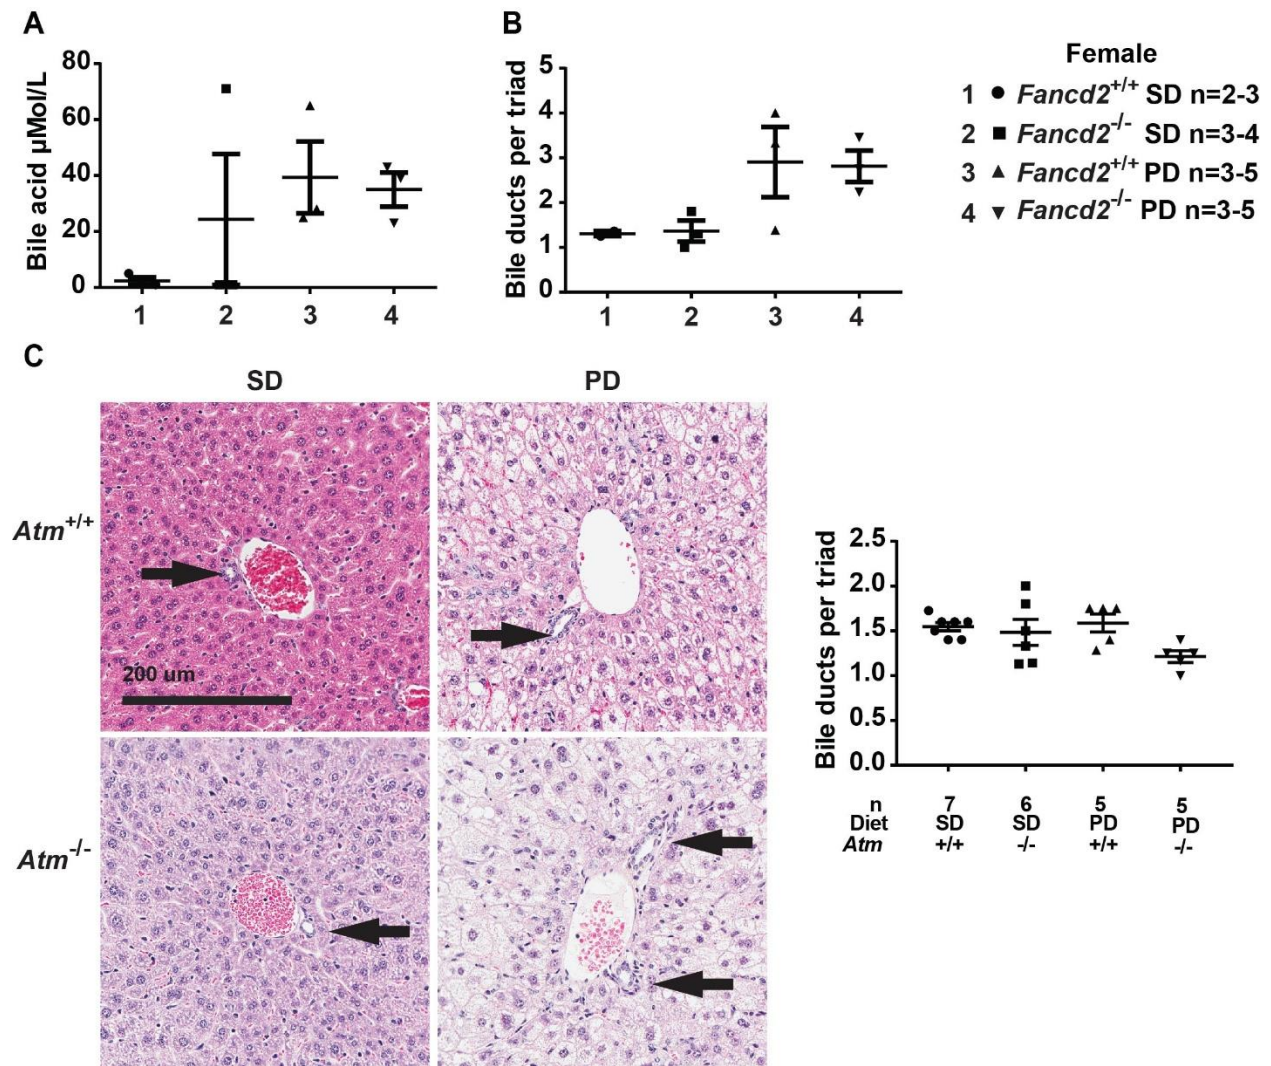 A
Bile acid µMol/L
80
60
40
20
0
1 2 3 4
B
Bile ducts per triad
5
4
3
2
1
0
1 2 3 4
Female
1 ● Fancd2+/+ SD n=2-3
2 ■ Fancd2-/- SD n=3-4
3 ▲ Fancd2+/+ PD n=3-5
4 ▼ Fancd2-/- PD n=3-5
C
SD PD
Atm+/+
200 um
Atm-/-
Bile ducts per triad
2.5
2.0
1.5
1.0
0.5
0.0
n 7 6 5 5
Diet SD SD PD PD
Atm +/+ -/- +/+ -/-